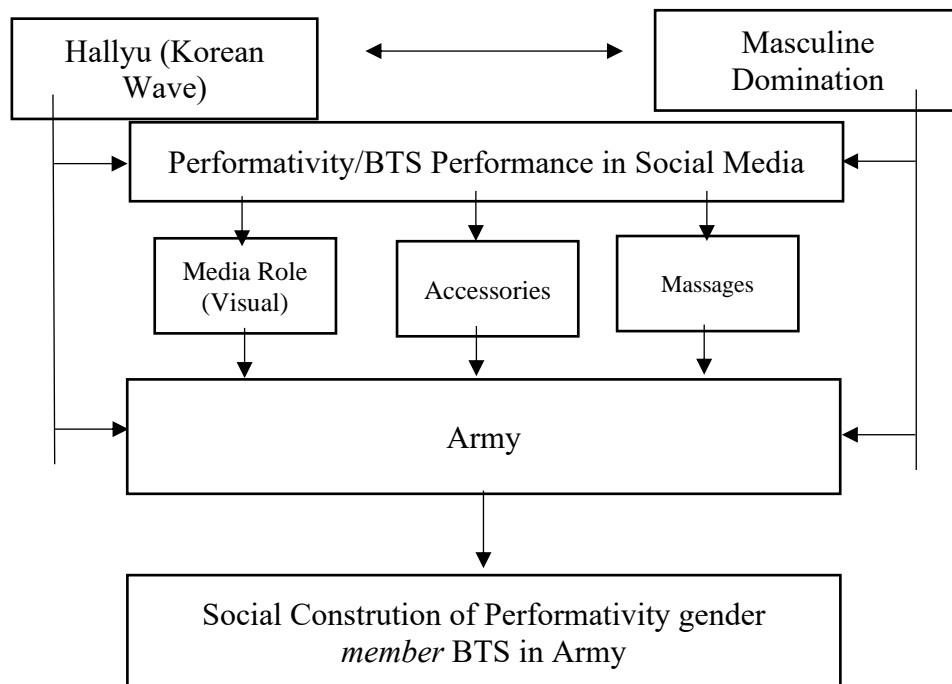 Hallyu (Korean
Wave)
Masculine
Domination
Performativity/BTS Performance in Social Media
Media Role
(Visual)
Accessories
Massages
Army
Social Constrution of Performativity gender
member BTS in Army